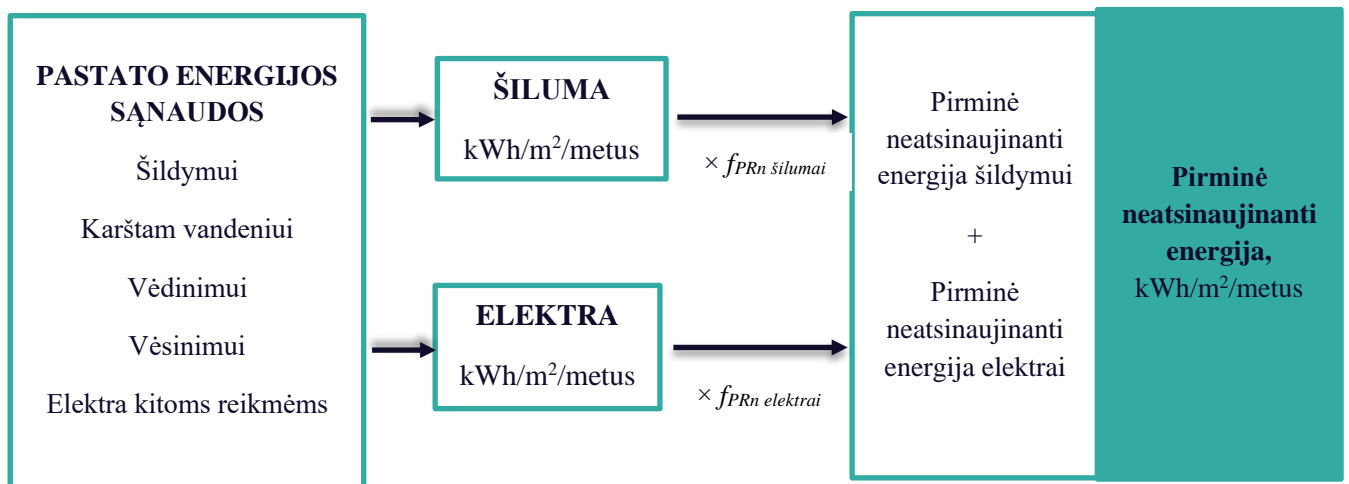 PASTATO ENERGIJOS
SĄNAUDOS
Šildymui
Karštam vandeniui
Vėdinimui
Vėsinimui
Elektra kitoms reikmėms
ŠILUMA
kWh/m²/metus
× fPRn šilumai
ELEKTRA
kWh/m²/metus
× fPRn elektrai
Pirminė
neatsinaujinanti
energija šildymui
+
Pirminė
neatsinaujinanti
energija elektrai
Pirminė
neatsinaujinanti
energija,
kWh/m²/metus